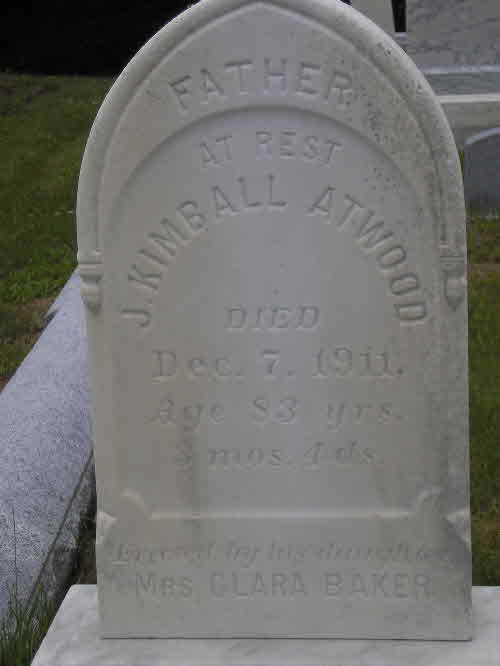 FATHER
AT REST
J. KIMBALL ATWOOD
DIED
Dec. 7. 1911.
Age 83 yrs.
mos. 4 ds.
Erected by his daughter
MRS CLARA BAKER